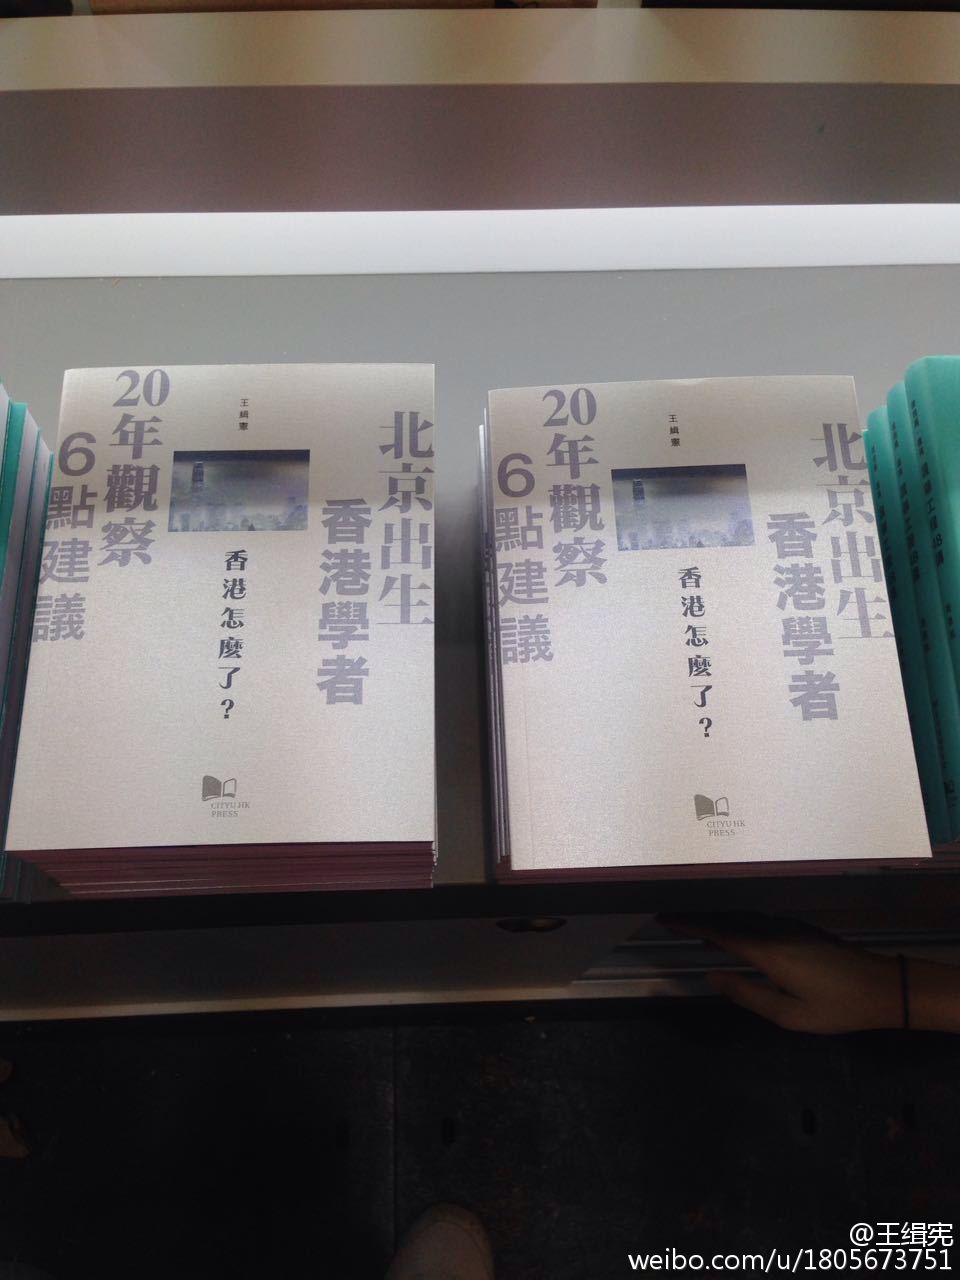 20年觀察
6點建議
王緝憲
香港怎麼了?
北京出生
香港學者
CITYU HK
PRESS
20年觀察
6點建議
王緝憲
香港怎麼了?
北京出生
香港學者
CITYU HK
PRESS
@王缉宪
weibo.com/u/1805673751